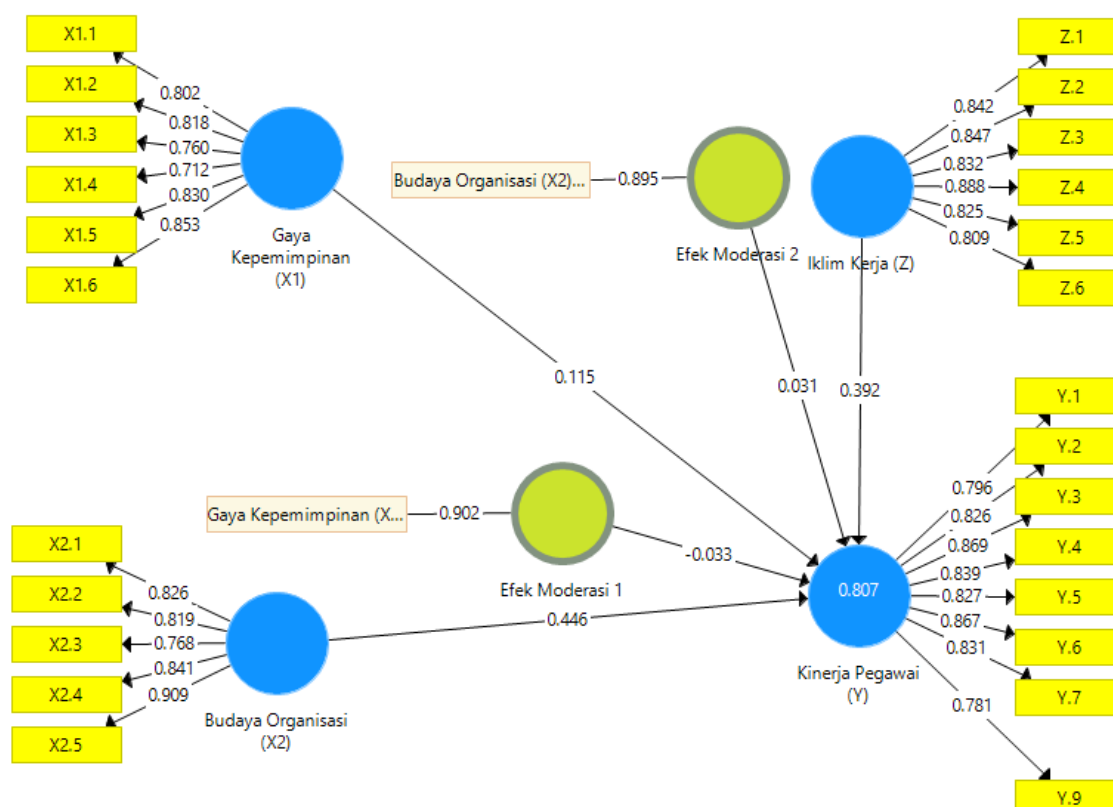 X1.1
X1.2
X1.3
X1.4
X1.5
X1.6
0.802
0.818
0.760
0.712
0.830
0.853
Gaya
Kepemimpinan
(X1)
Budaya Organisasi (X2)...
0.895
Efek Moderasi 2
Iklim Kerja (Z)
0.842
0.847
0.832
0.888
0.825
0.809
Z.1
Z.2
Z.3
Z.4
Z.5
Z.6
0.115
0.031
0.392
Gaya Kepemimpinan (X...
0.902
Efek Moderasi 1
-0.033
0.446
X2.1
X2.2
X2.3
X2.4
X2.5
0.826
0.819
0.768
0.841
0.909
Budaya Organisasi
(X2)
0.807
Kinerja Pegawai
(Y)
0.796
0.826
0.869
0.839
0.827
0.867
0.831
0.781
Y.1
Y.2
Y.3
Y.4
Y.5
Y.6
Y.7
Y.9